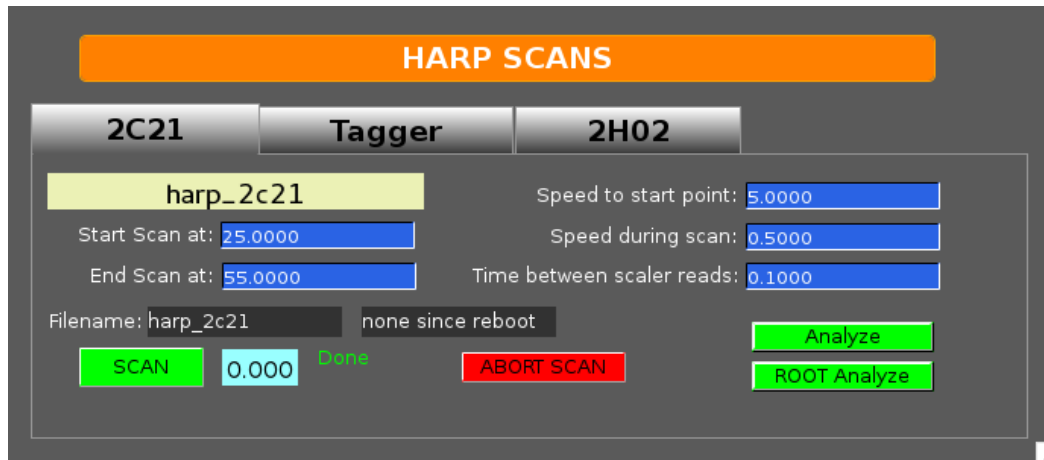 HARP SCANS
2C21 Tagger 2H02
harp_2c21
Speed to start point: 5.0000
Start Scan at: 25.0000
Speed during scan: 0.5000
End Scan at: 55.0000
Time between scaler reads: 0.1000
Filename: harp_2c21 none since reboot
Analyze
SCAN 0.000 Done ABORT SCAN
ROOT Analyze